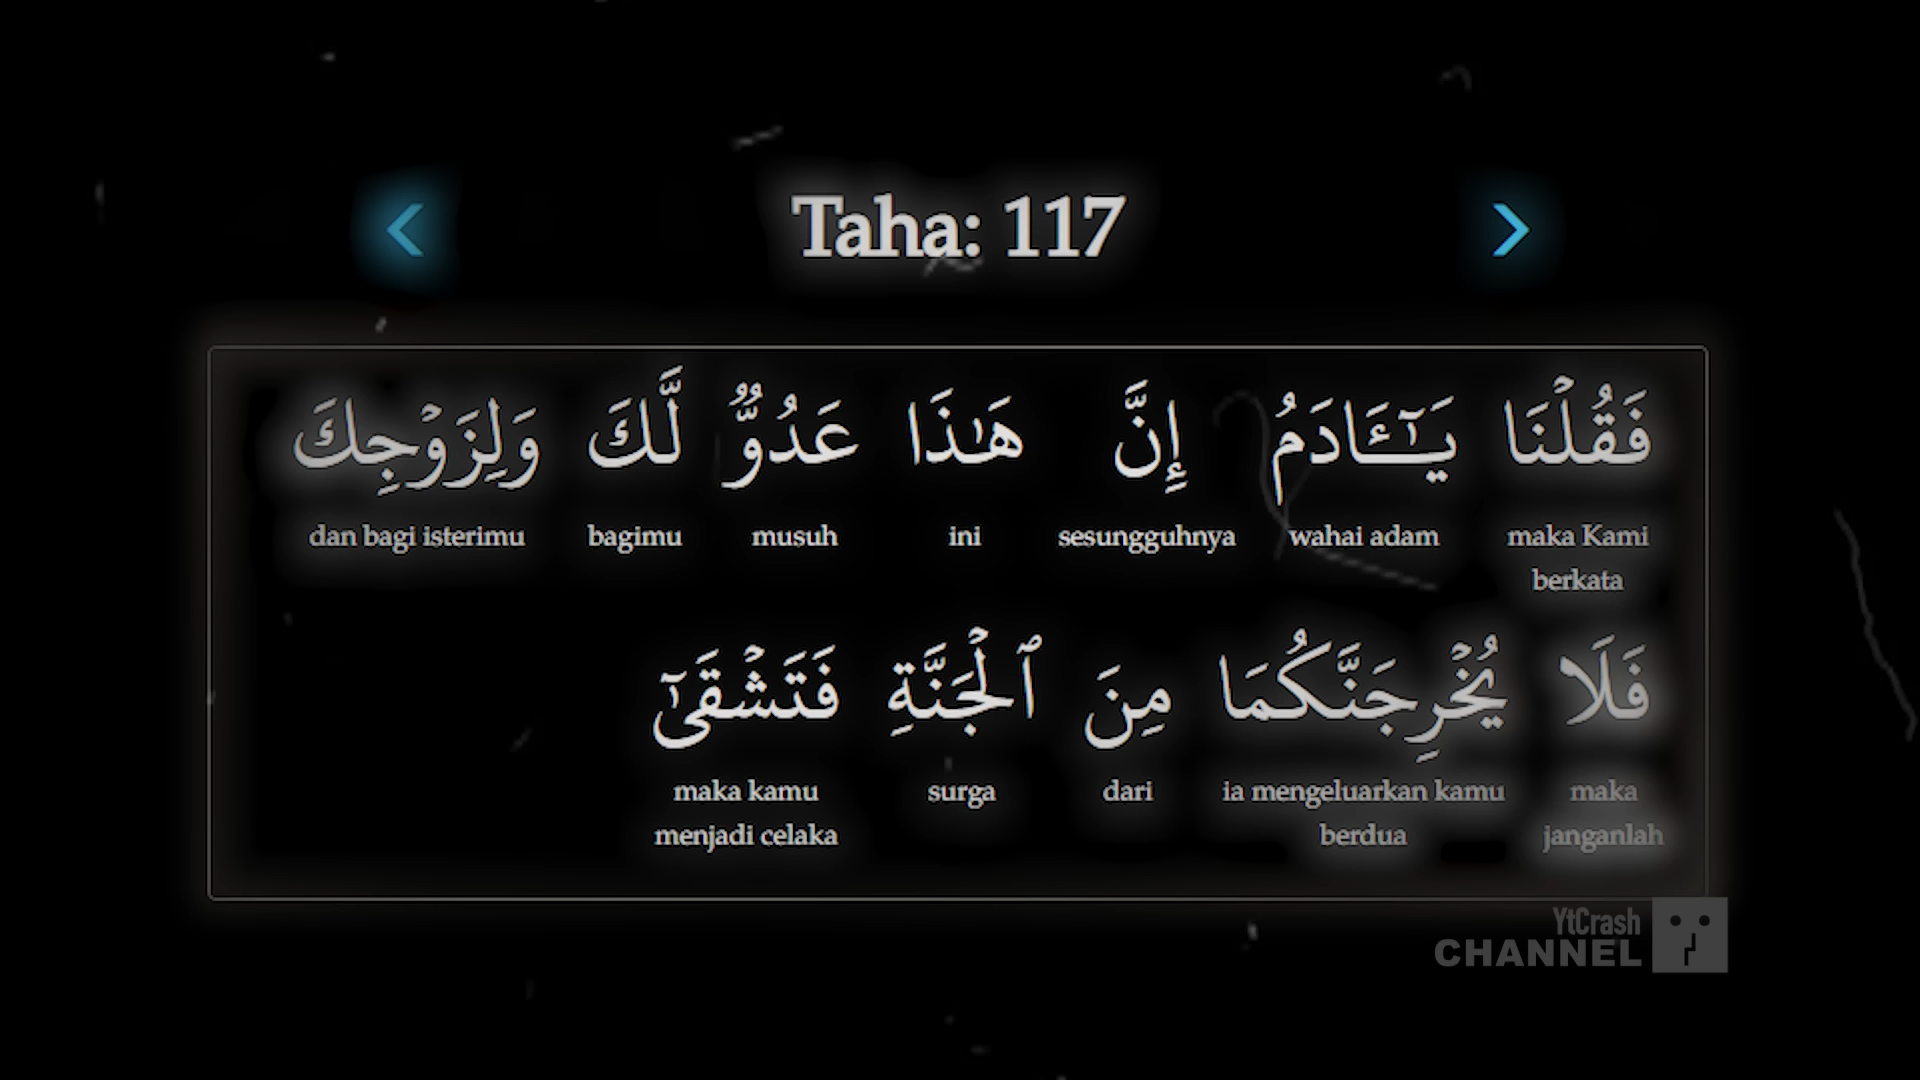 Taha: 117
فَقُلْنَا يَـٰٓـَٔادَمُ إِنَّ هَـٰذَا عَدُوٌّ لَّكَ وَلِزَوْجِكَ
maka Kami berkata wahai adam sesungguhnya ini musuh bagimu dan bagi isterimu
فَلَا يُخْرِجَنَّكُمَا مِنَ ٱلْجَنَّةِ فَتَشْقَىٰٓ
maka janganlah ia mengeluarkan kamu berdua dari surga maka kamu menjadi celaka
YtCrash
CHANNEL